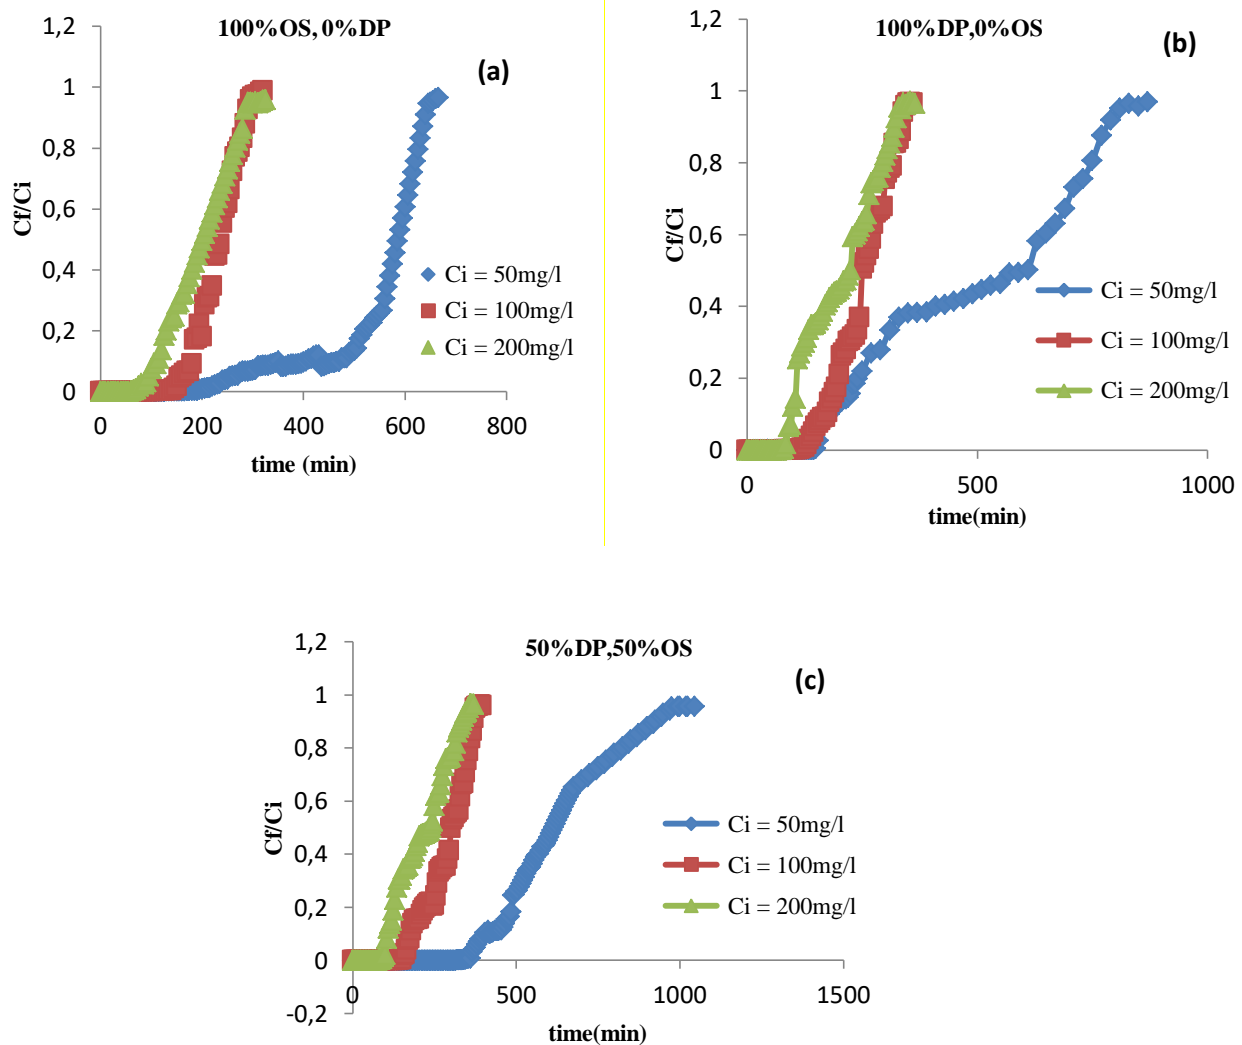 100%OS, 0%DP
(a)
1,2
1
0,8
0,6
0,4
0,2
0
Cf/Ci
0 200 400 600 800
time (min)
Ci = 50mg/l
Ci = 100mg/l
Ci = 200mg/l
100%DP,0%OS
(b)
1,2
1
0,8
0,6
0,4
0,2
0
Cf/Ci
0 500 1000
time(min)
Ci = 50mg/l
Ci = 100mg/l
Ci = 200mg/l
50%DP,50%OS
(c)
1,2
1
0,8
0,6
0,4
0,2
0
-0,2
Cf/Ci
0 500 1000 1500
time(min)
Ci = 50mg/l
Ci = 100mg/l
Ci = 200mg/l